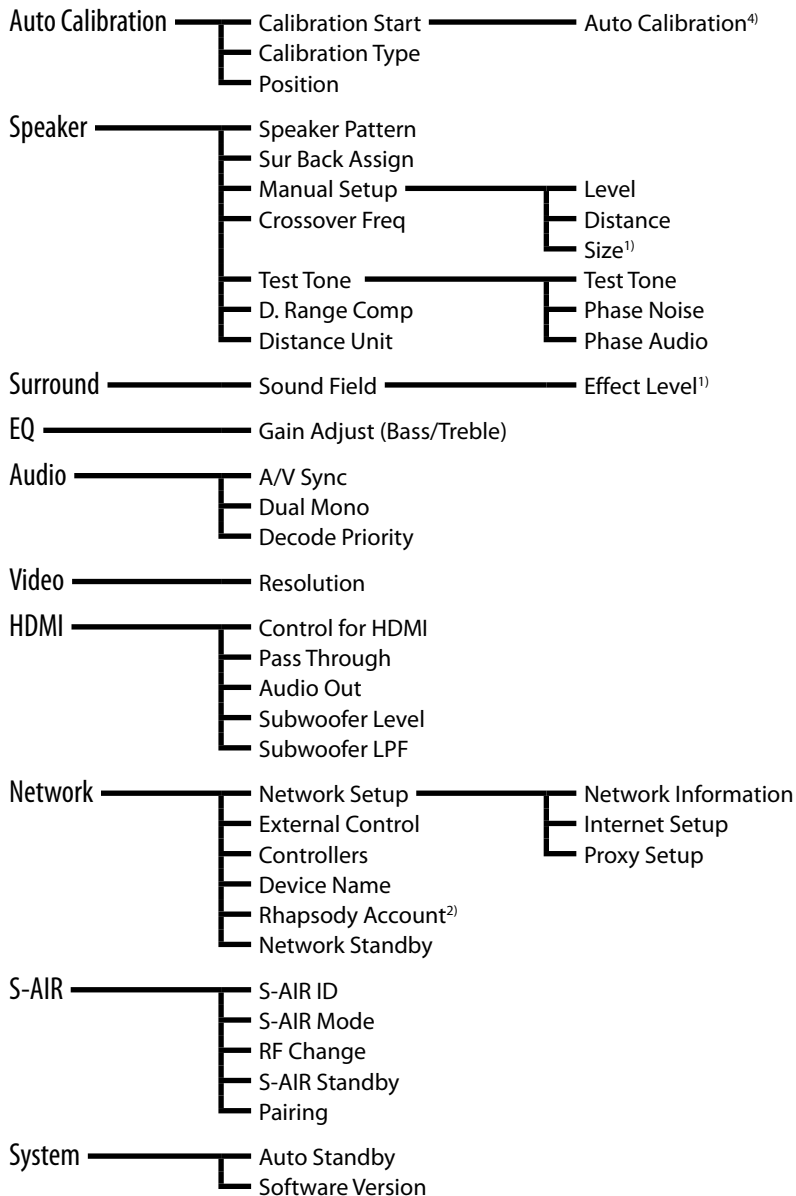 Auto Calibration Calibration Start Auto Calibration4)
Calibration Type
Position
Speaker Speaker Pattern
Sur Back Assign
Manual Setup Level
Crossover Freq Distance
Size1)
Test Tone Test Tone
D. Range Comp Phase Noise
Distance Unit Phase Audio
Surround Sound Field Effect Level1)
EQ Gain Adjust (Bass/Treble)
Audio A/V Sync
Dual Mono
Decode Priority
Video Resolution
HDMI Control for HDMI
Pass Through
Audio Out
Subwoofer Level
Subwoofer LPF
Network Network Setup Network Information
External Control Internet Setup
Controllers Proxy Setup
Device Name
Rhapsody Account2)
Network Standby
S-AIR S-AIR ID
S-AIR Mode
RF Change
S-AIR Standby
Pairing
System Auto Standby
Software Version